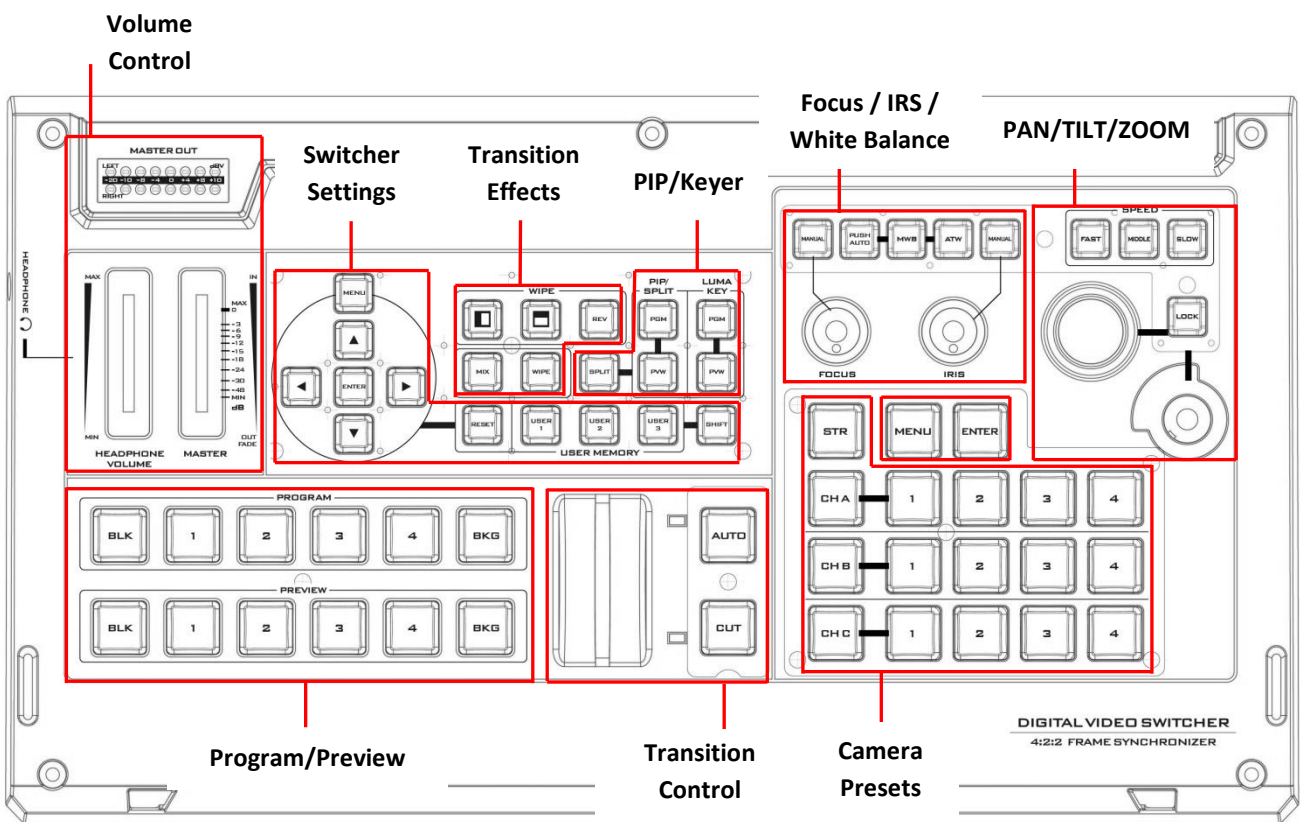 Volume
Control
Switcher
Settings
Transition
Effects
PIP/Keyer
Focus / IRS /
White Balance
PAN/TILT/ZOOM
MASTER OUT
LEFT dBV
-20 -10 -8 -4 0 +4 +8 +10
RIGHT
HEADPHONE
MAX
MIN
HEADPHONE
VOLUME
IN
MAX
0
-3
-6
-9
-12
-15
-18
-24
-30
-48
MIN
dB
OUT
FADE
MASTER
MENU
ENTER
WIPE
REV
MIX WIPE
PIP/
SPLIT
LUMA
KEY
PGM PGM
SPLIT PVW PVW
RESET USER 1 USER 2 USER 3 SHIFT
USER MEMORY
MANUAL PUSH AUTO MWB ATW MANUAL
FOCUS IRIS
SPEED
FAST MIDDLE SLOW
LOCK
STR MENU ENTER
CH A 1 2 3 4
CH B 1 2 3 4
CH C 1 2 3 4
PROGRAM
BLK 1 2 3 4 BKG
PREVIEW
BLK 1 2 3 4 BKG
AUTO
CUT
DIGITAL VIDEO SWITCHER
4:2:2 FRAME SYNCHRONIZER
Program/Preview
Transition
Control
Camera
Presets